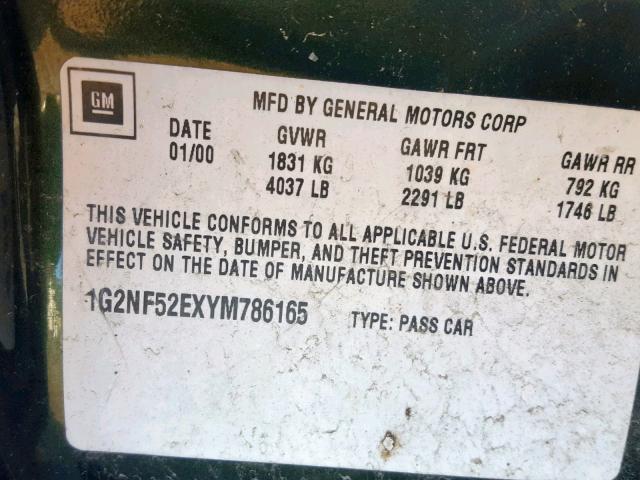 GM
MFD BY GENERAL MOTORS CORP
DATE GVWR GAWR FRT GAWR RR
01/00 1831 KG 1039 KG 792 KG
4037 LB 2291 LB 1746 LB
THIS VEHICLE CONFORMS TO ALL APPLICABLE U.S. FEDERAL MOTOR
VEHICLE SAFETY, BUMPER, AND THEFT PREVENTION STANDARDS IN
EFFECT ON THE DATE OF MANUFACTURE SHOWN ABOVE.
1G2NF52EXYM786165 TYPE: PASS CAR